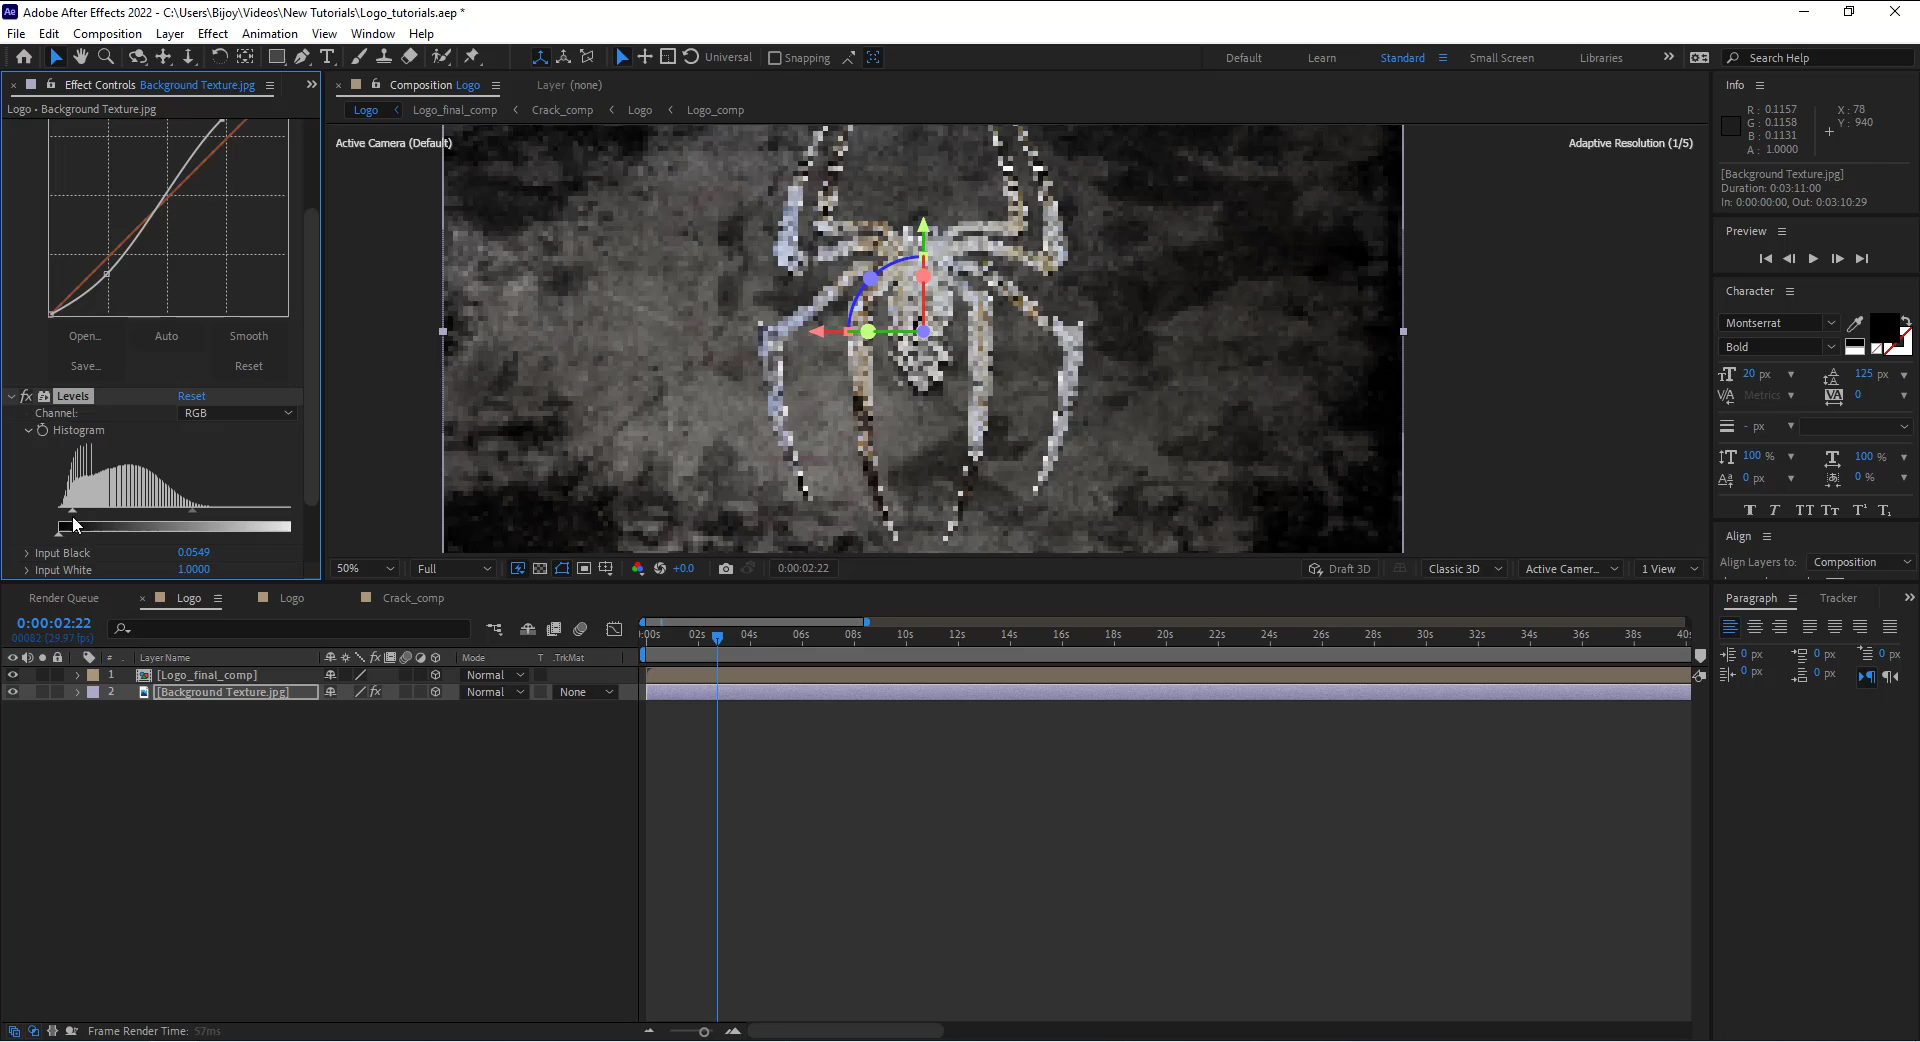 Adobe After Effects 2022 - C:\Users\Bijoy\Videos\New Tutorials\Logo_tutorials.aep *
File Edit Composition Layer Effect Animation View Window Help
Universal Snapping Default Learn Standard Small Screen Libraries Search Help
Effect Controls Background Texture.jpg
Logo • Background Texture.jpg
Open... Auto Smooth
Save... Reset
fx Levels Reset
Channel: RGB
Histogram
Input Black 0.0549
Input White 1.0000
Composition Logo Layer (none)
Logo Logo_final_comp Crack_comp Logo Logo_comp
Active Camera (Default) Adaptive Resolution (1/5)
50% Full +0.0 0:00:02:22 Draft 3D Classic 3D Active Camer... 1 View
Info
R: 0.1157 X: 78
G: 0.1158 Y: 940
B: 0.1131
A: 1.0000
[Background Texture.jpg]
Duration: 0:03:11:00
In: 0:00:00:00, Out: 0:03:10:29
Preview
Character
Montserrat
Bold
20 px 125 px
Metrics 0
- px
100 % 100 %
0 px 0 %
Align
Align Layers to: Composition
Paragraph Tracker
0 px 0 px 0 px
0 px 0 px
Render Queue Logo Logo Crack_comp
0:00:02:22
00082 (29.97 fps)
:00s 02s 04s 06s 08s 10s 12s 14s 16s 18s 20s 22s 24s 26s 28s 30s 32s 34s 36s 38s 40s
# Layer Name Mode T .TrkMat
1 [Logo_final_comp] Normal
2 [Background Texture.jpg] fx Normal None
Frame Render Time: 57ms